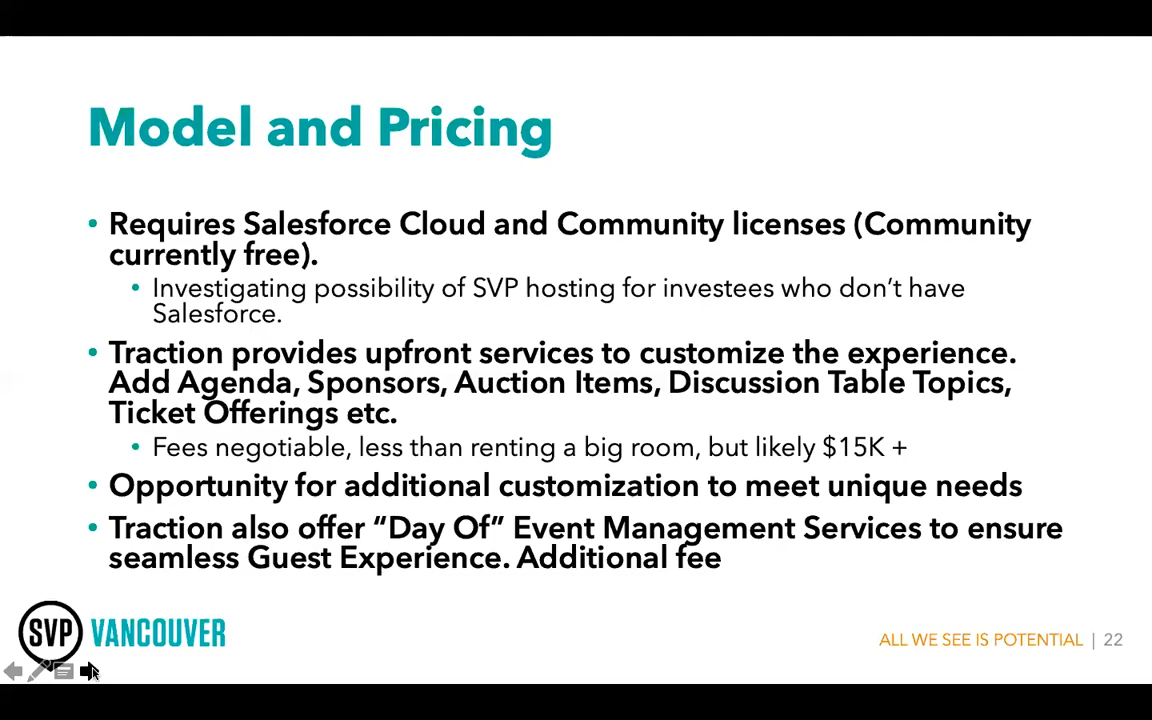 Model and Pricing
• Requires Salesforce Cloud and Community licenses (Community
currently free).
• Investigating possibility of SVP hosting for investees who don’t have
Salesforce.
• Traction provides upfront services to customize the experience.
Add Agenda, Sponsors, Auction Items, Discussion Table Topics,
Ticket Offerings etc.
• Fees negotiable, less than renting a big room, but likely $15K +
• Opportunity for additional customization to meet unique needs
• Traction also offer “Day Of” Event Management Services to ensure
seamless Guest Experience. Additional fee
SVP VANCOUVER
ALL WE SEE IS POTENTIAL | 22